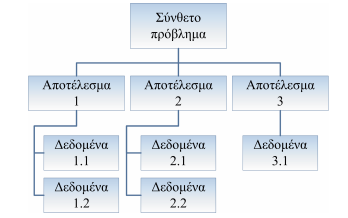 Σύνθετο
πρόβλημα
Αποτέλεσμα
1
Αποτέλεσμα
2
Αποτέλεσμα
3
Δεδομένα
1.1
Δεδομένα
2.1
Δεδομένα
3.1
Δεδομένα
1.2
Δεδομένα
2.2